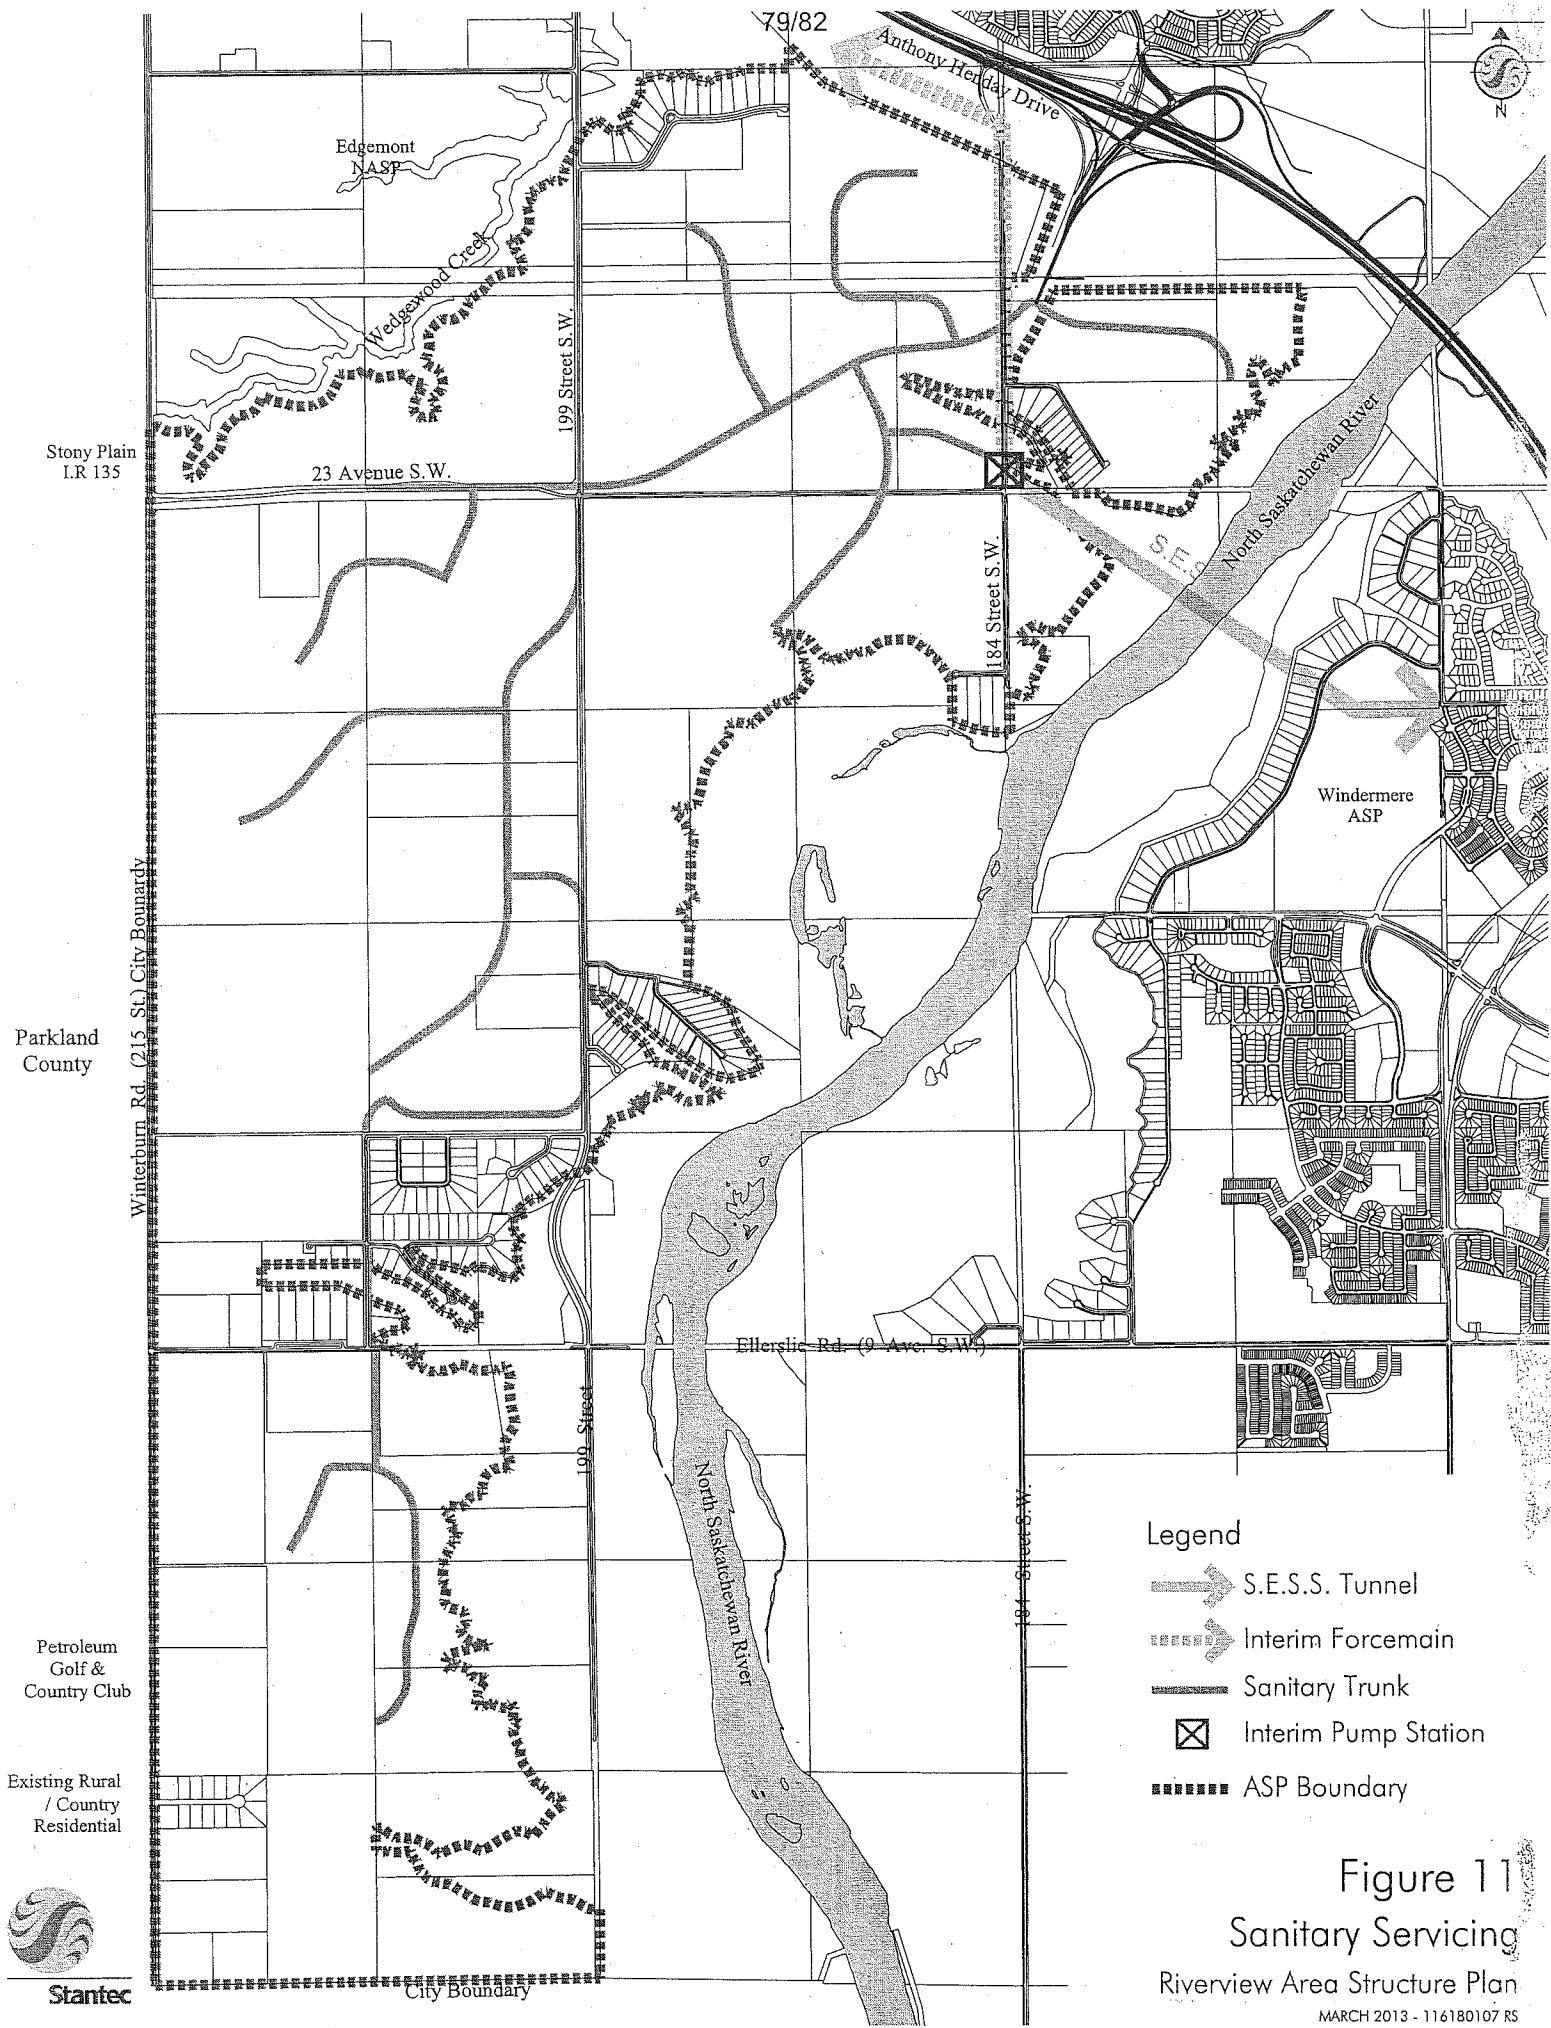 79/82
Anthony Henday Drive
N
Edgemont
NASP
Wedgewood Creek
199 Street S.W.
Stony Plain
I.R 135
23 Avenue S.W.
North Saskatchewan River
S.E.S
184 Street S.W.
Windermere
ASP
Winterburn Rd. (215 St.) City Bounardy
Parkland
County
Ellerslie Rd. (9 Ave. S.W.)
199 Street
North Saskatchewan River
184 Street S.W.
Legend
S.E.S.S. Tunnel
Interim Forcemain
Sanitary Trunk
Interim Pump Station
ASP Boundary
Petroleum
Golf &
Country Club
Existing Rural
/ Country
Residential
Stantec
City Boundary
Figure 11
Sanitary Servicing
Riverview Area Structure Plan
MARCH 2013 - 116180107 RS